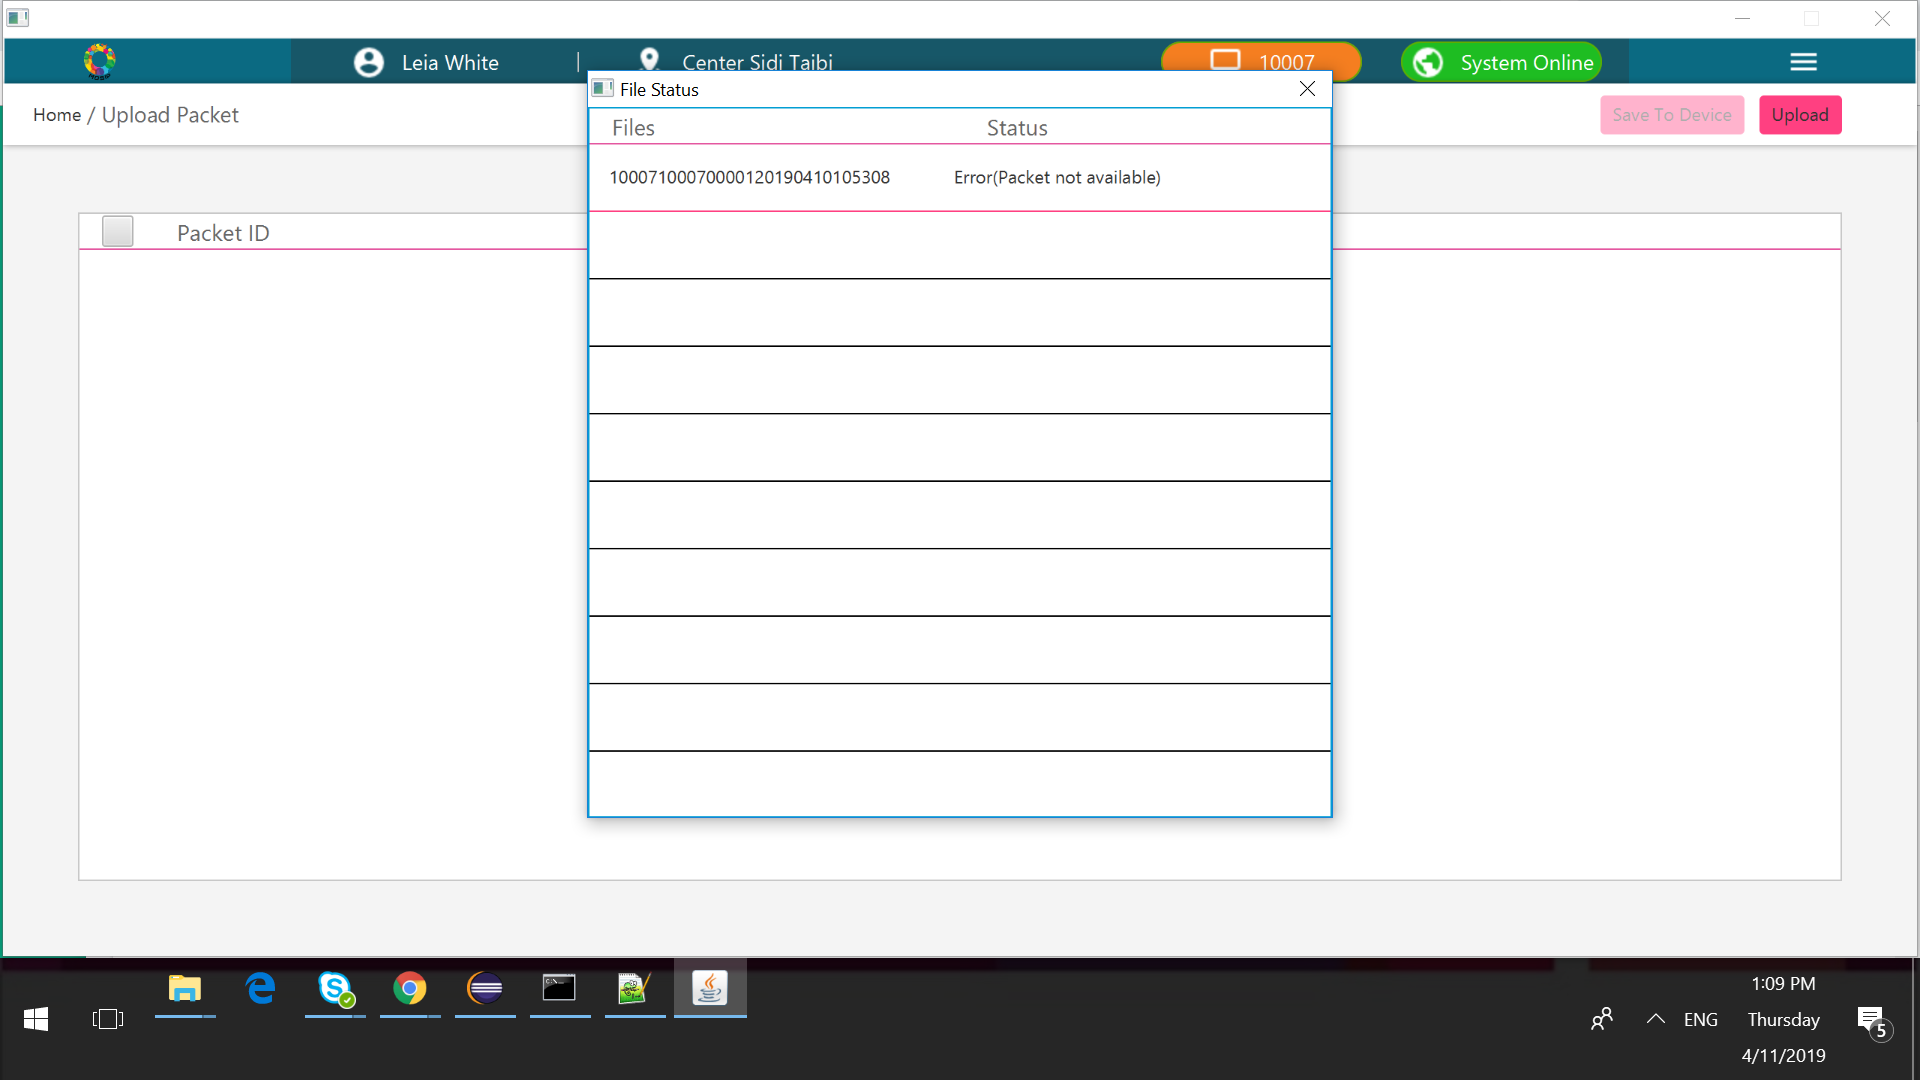 Leia White | Center Sidi Taibi 10007 System Online
File Status
Home / Upload Packet Save To Device Upload
Files Status
10007100070000120190410105308 Error(Packet not available)
Packet ID
1:09 PM
ENG Thursday 5
4/11/2019